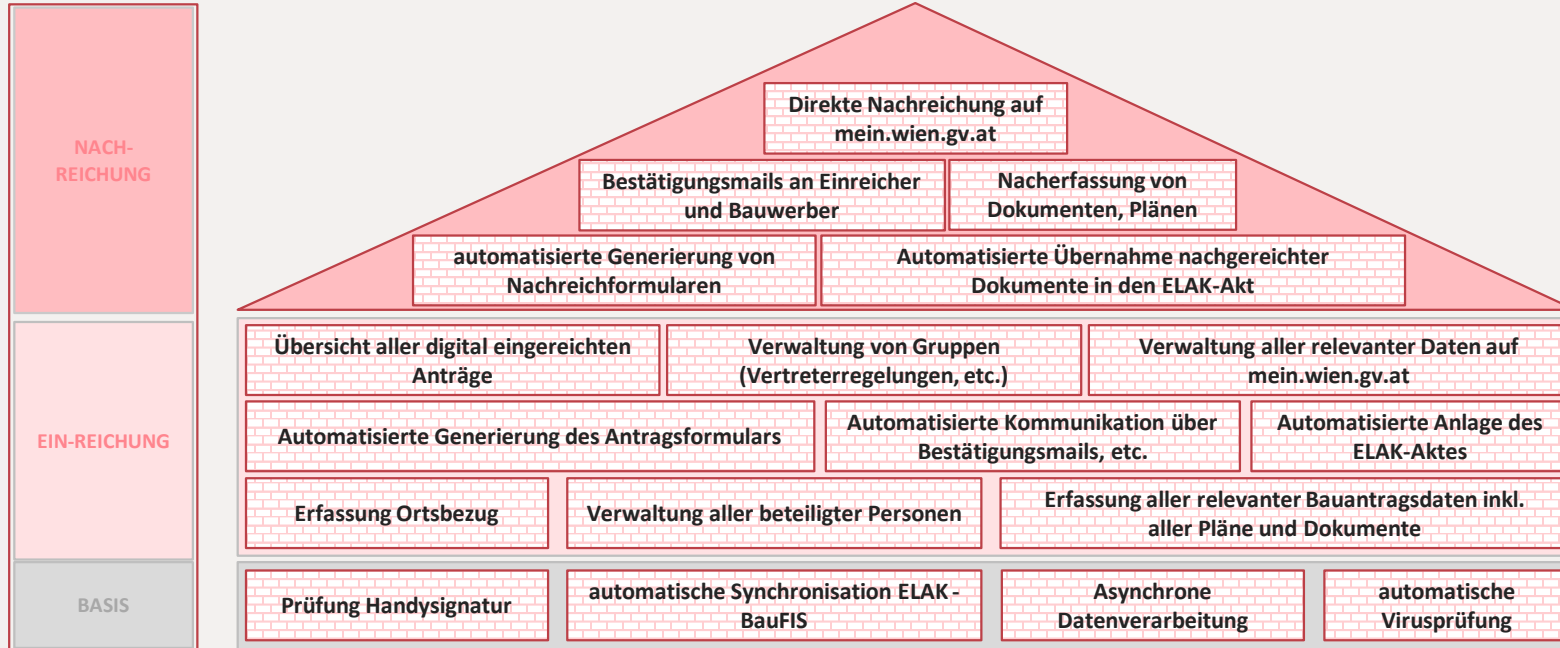 NACH-
REICHUNG
Direkte Nachreichung auf
mein.wien.gv.at
Bestätigungsmails an Einreicher
und Bauwerber
Nacherfassung von
Dokumenten, Plänen
automatisierte Generierung von
Nachreichformularen
Automatisierte Übernahme nachgereichter
Dokumente in den ELAK-Akt
EIN-REICHUNG
Übersicht aller digital eingereichten
Anträge
Verwaltung von Gruppen
(Vertreterregelungen, etc.)
Verwaltung aller relevanter Daten auf
mein.wien.gv.at
Automatisierte Generierung des Antragsformulars
Automatisierte Kommunikation über
Bestätigungsmails, etc.
Automatisierte Anlage des
ELAK-Aktes
Erfassung Ortsbezug
Verwaltung aller beteiligter Personen
Erfassung aller relevanter Bauantragsdaten inkl.
aller Pläne und Dokumente
BASIS
Prüfung Handysignatur
automatische Synchronisation ELAK -
BauFIS
Asynchrone
Datenverarbeitung
automatische
Virusprüfung